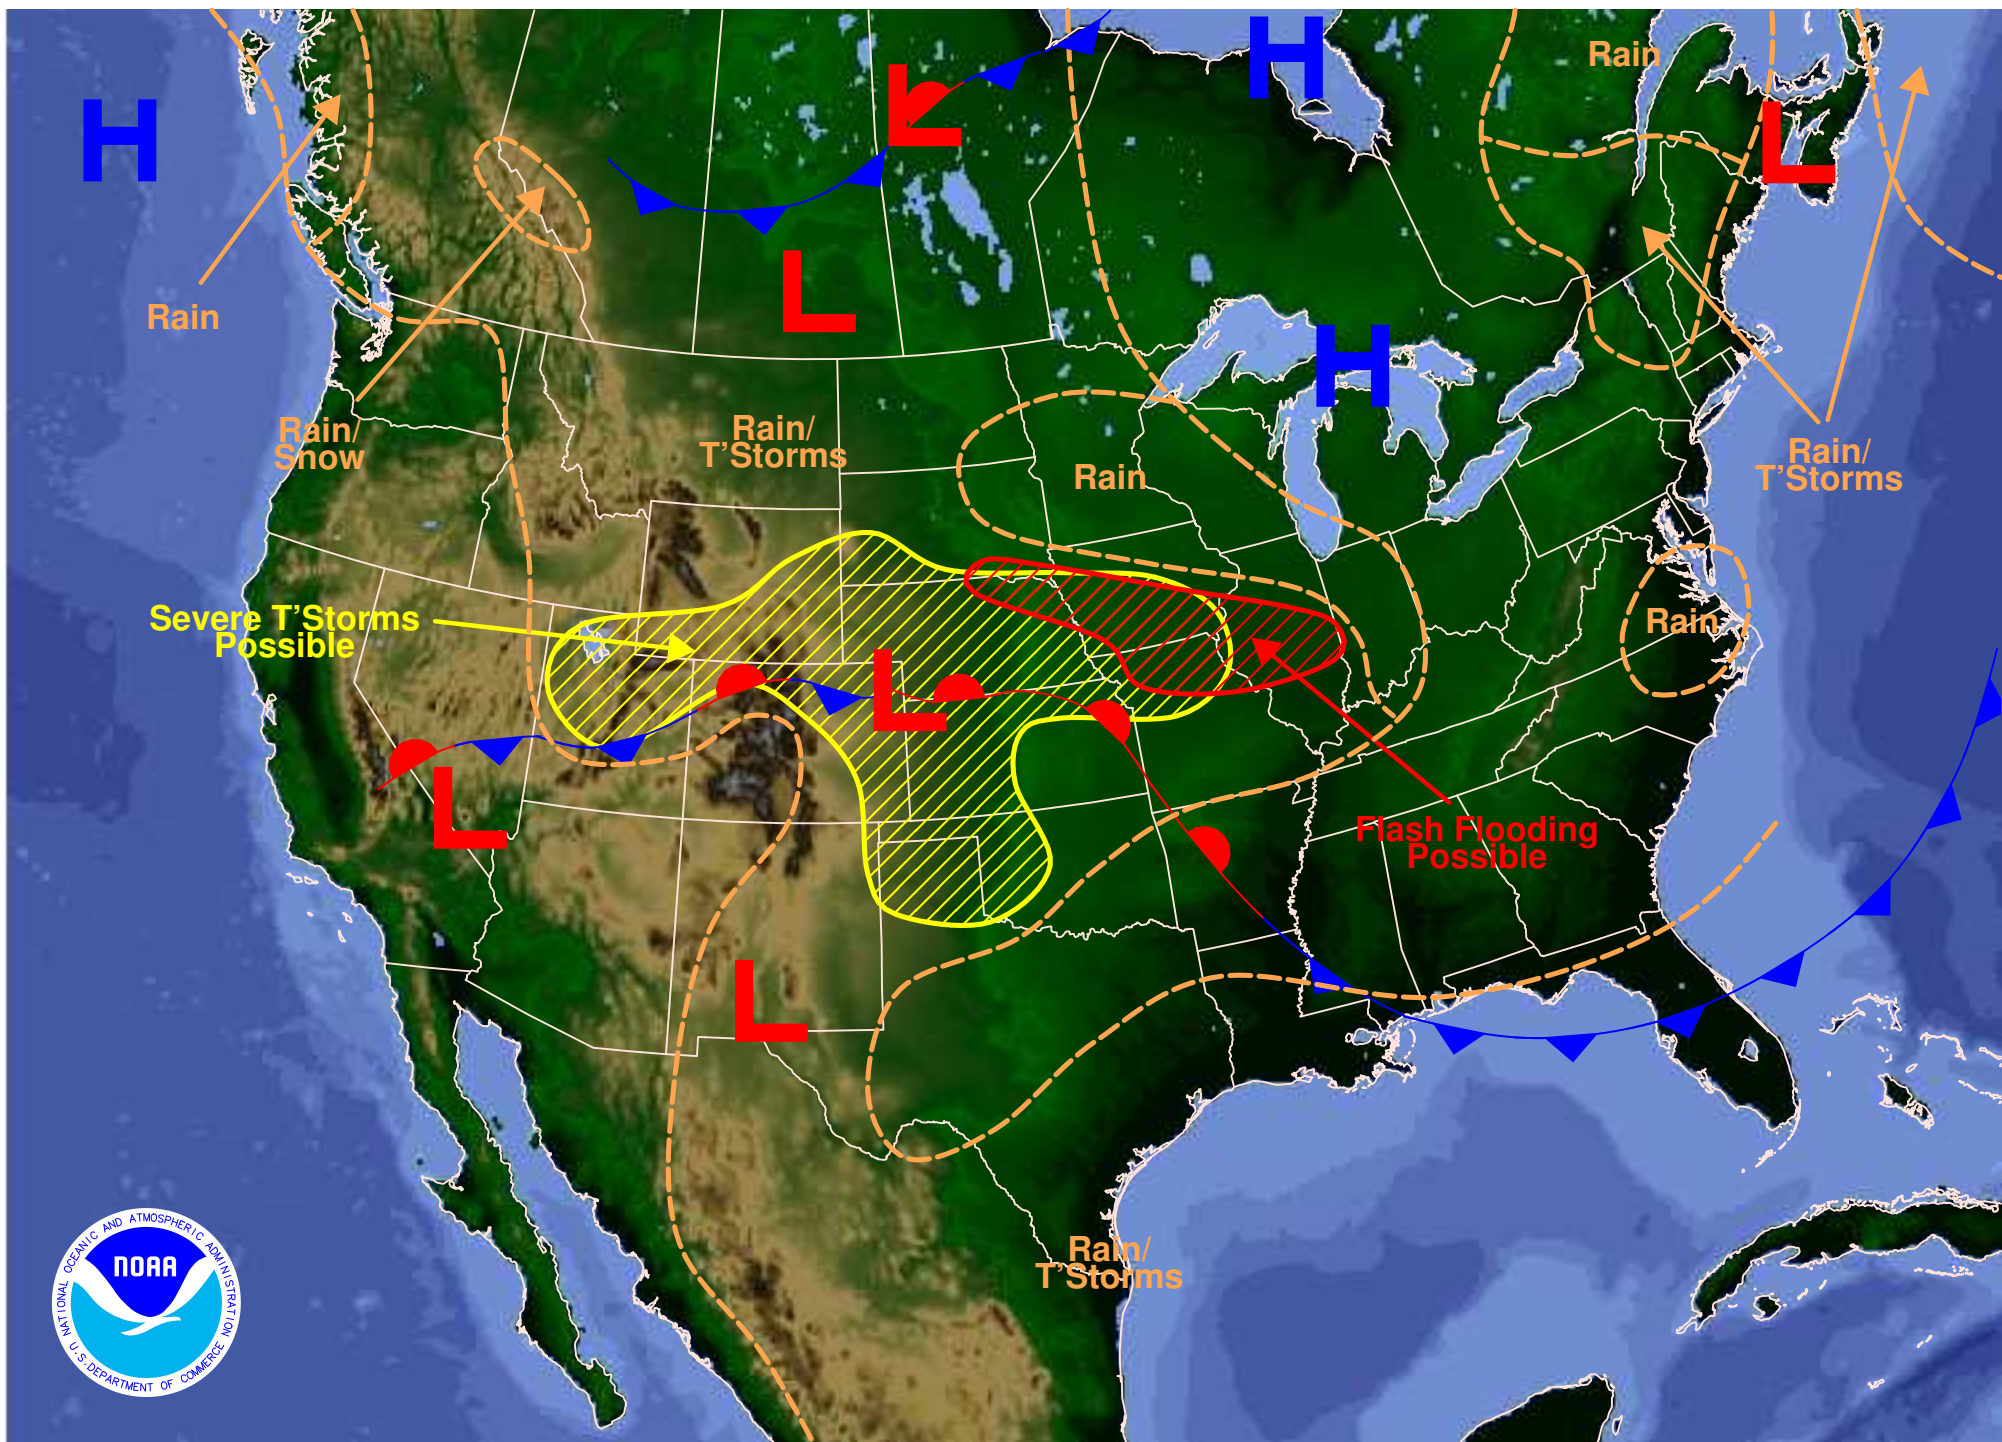 H
H
Rain
L
L
Rain
L
H
Rain/
Snow
Rain/
T'Storms
Rain
Rain/
T'Storms
Severe T'Storms
Possible
Rain
L
L
Flash Flooding
Possible
L
Rain/
T'Storms
NATIONAL OCEANIC AND ATMOSPHERIC ADMINISTRATION
NOAA
U.S. DEPARTMENT OF COMMERCE